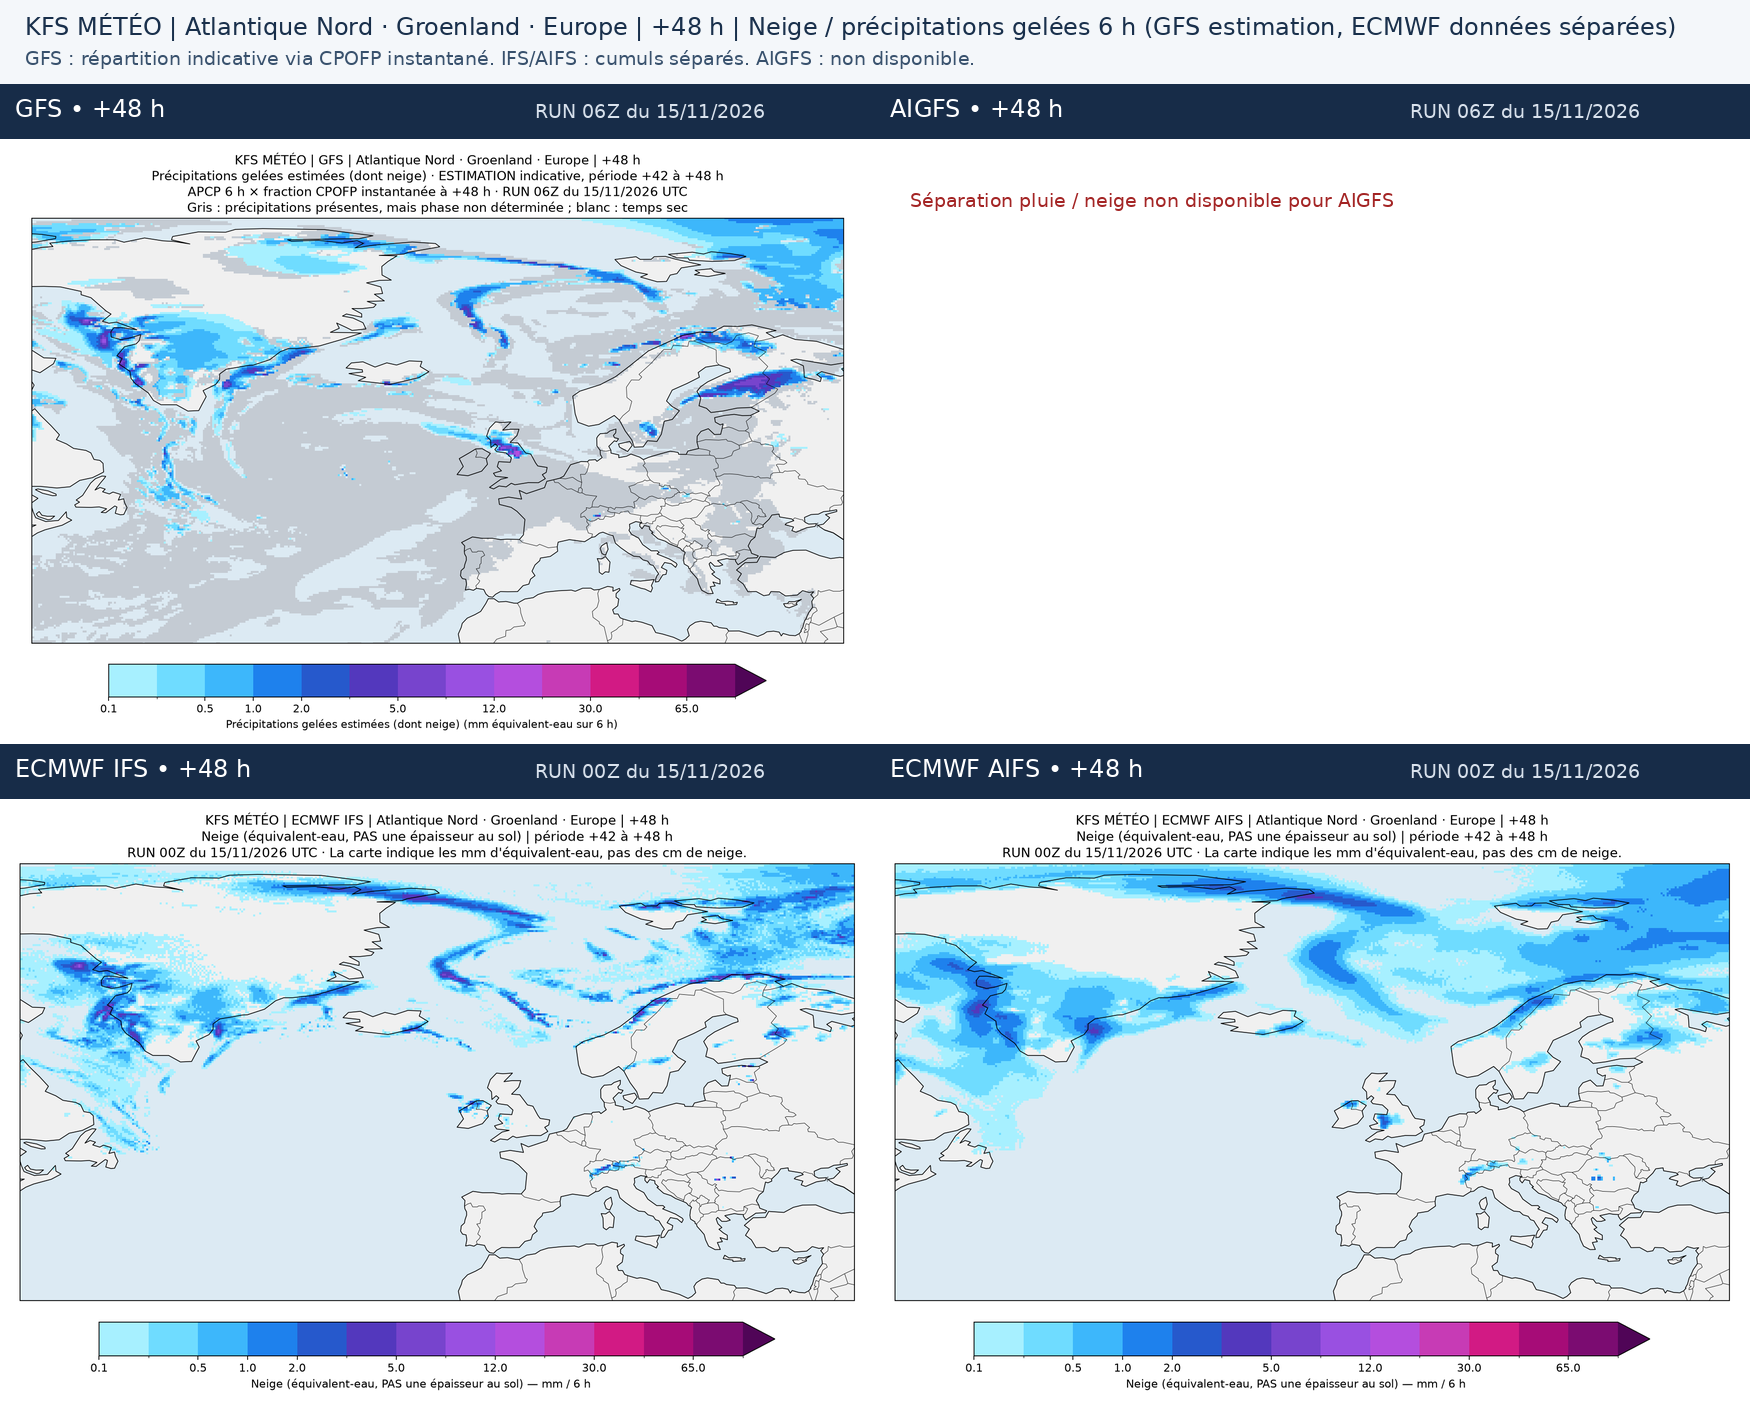 KFS MÉTÉO | Atlantique Nord · Groenland · Europe | +48 h | Neige / précipitations gelées 6 h (GFS estimation, ECMWF données séparées)
GFS : répartition indicative via CPOFP instantané. IFS/AIFS : cumuls séparés. AIGFS : non disponible.
GFS • +48 h
RUN 06Z du 15/11/2026
AIGFS • +48 h
RUN 06Z du 15/11/2026
KFS MÉTÉO | GFS | Atlantique Nord · Groenland · Europe | +48 h
Précipitations gelées estimées (dont neige) · ESTIMATION indicative, période +42 à +48 h
APCP 6 h × fraction CPOFP instantanée à +48 h · RUN 06Z du 15/11/2026 UTC
Gris : précipitations présentes, mais phase non déterminée ; blanc : temps sec
Séparation pluie / neige non disponible pour AIGFS
0.1 0.5 1.0 2.0 5.0 12.0 30.0 65.0
Précipitations gelées estimées (dont neige) (mm équivalent-eau sur 6 h)
ECMWF IFS • +48 h
RUN 00Z du 15/11/2026
ECMWF AIFS • +48 h
RUN 00Z du 15/11/2026
KFS MÉTÉO | ECMWF IFS | Atlantique Nord · Groenland · Europe | +48 h
Neige (équivalent-eau, PAS une épaisseur au sol) | période +42 à +48 h
RUN 00Z du 15/11/2026 UTC · La carte indique les mm d'équivalent-eau, pas des cm de neige.
0.1 0.5 1.0 2.0 5.0 12.0 30.0 65.0
Neige (équivalent-eau, PAS une épaisseur au sol) — mm / 6 h
KFS MÉTÉO | ECMWF AIFS | Atlantique Nord · Groenland · Europe | +48 h
Neige (équivalent-eau, PAS une épaisseur au sol) | période +42 à +48 h
RUN 00Z du 15/11/2026 UTC · La carte indique les mm d'équivalent-eau, pas des cm de neige.
0.1 0.5 1.0 2.0 5.0 12.0 30.0 65.0
Neige (équivalent-eau, PAS une épaisseur au sol) — mm / 6 h